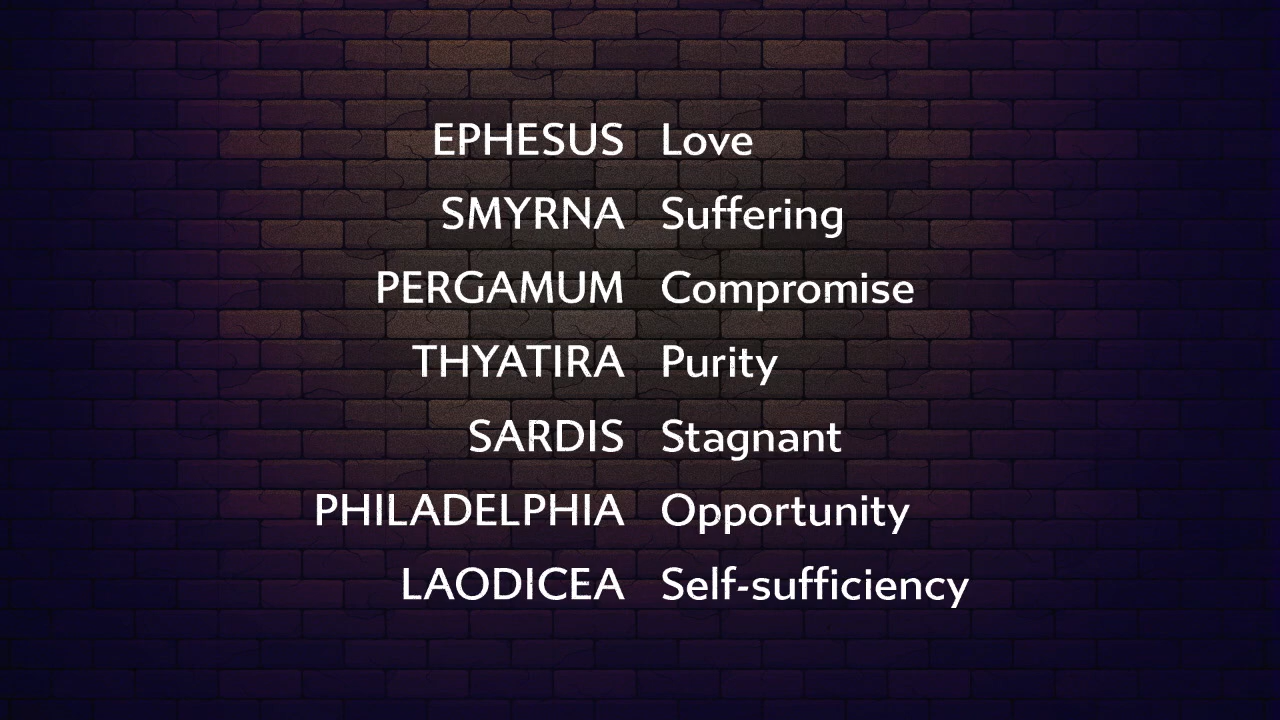 EPHESUS Love
SMYRNA Suffering
PERGAMUM Compromise
THYATIRA Purity
SARDIS Stagnant
PHILADELPHIA Opportunity
LAODICEA Self-sufficiency